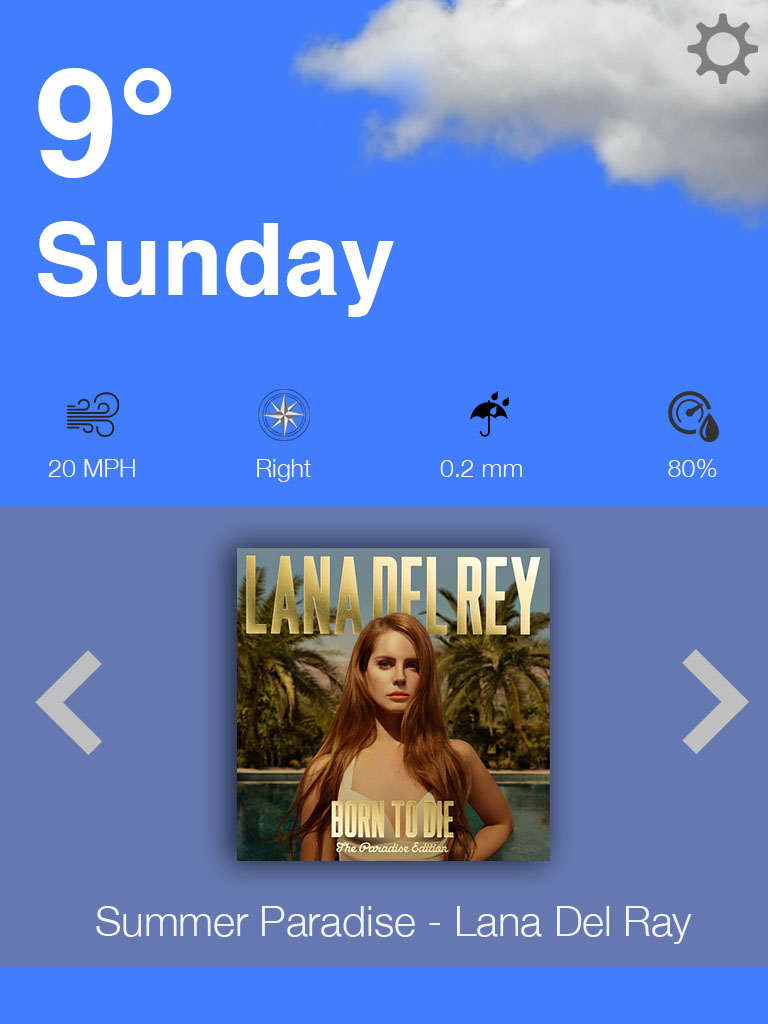 9°
Sunday
20 MPH
Right
0.2 mm
80%
LANA DEL REY
BORN TO DIE
The Paradise Edition
Summer Paradise - Lana Del Ray